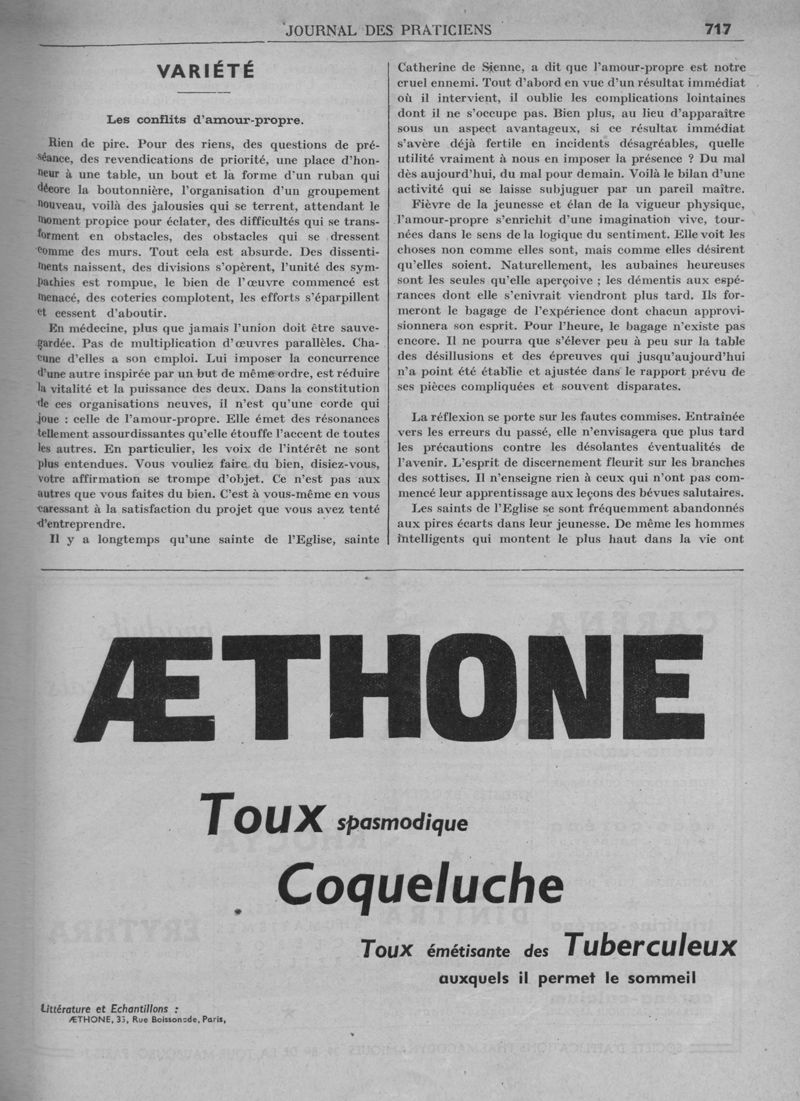 JOURNAL DES PRATICIENS 717
VARIÉTÉ
Les conflits d'amour-propre.
Rien de pire. Pour des riens, des questions de pré-
séance, des revendications de priorité, une place d'hon-
neur à une table, un bout et la forme d'un ruban qui
décore la boutonnière, l'organisation d'un groupement
nouveau, voilà des jalousies qui se terrent, attendant le
moment propice pour éclater, des difficultés qui se trans-
forment en obstacles, des obstacles qui se dressent
comme des murs. Tout cela est absurde. Des dissenti-
ments naissent, des divisions s'opèrent, l'unité des sym-
pathies est rompue, le bien de l'œuvre commencé est
menacé, des coteries complotent, les efforts s'éparpillent
et cessent d'aboutir.
En médecine, plus que jamais l'union doit être sauve-
gardée. Pas de multiplication d'œuvres parallèles. Cha-
cune d'elles a son emploi. Lui imposer la concurrence
d'une autre inspirée par un but de même ordre, est réduire
la vitalité et la puissance des deux. Dans la constitution
de ces organisations neuves, il n'est qu'une corde qui
joue : celle de l'amour-propre. Elle émet des résonances
tellement assourdissantes qu'elle étouffe l'accent de toutes
les autres. En particulier, les voix de l'intérêt ne sont
plus entendues. Vous vouliez faire du bien, disiez-vous,
votre affirmation se trompe d'objet. Ce n'est pas aux
autres que vous faites du bien. C'est à vous-même en vous
caressant à la satisfaction du projet que vous avez tenté
d'entreprendre.
Il y a longtemps qu'une sainte de l'Eglise, sainte
Catherine de Sienne, a dit que l'amour-propre est notre
cruel ennemi. Tout d'abord en vue d'un résultat immédiat
où il intervient, il oublie les complications lointaines
dont il ne s'occupe pas. Bien plus, au lieu d'apparaître
sous un aspect avantageux, si ce résultat immédiat
s'avère déjà fertile en incidents désagréables, quelle
utilité vraiment à nous en imposer la présence ? Du mal
dès aujourd'hui, du mal pour demain. Voilà le bilan d'une
activité qui se laisse subjuguer par un pareil maître.
Fièvre de la jeunesse et élan de la vigueur physique,
l'amour-propre s'enrichit d'une imagination vive, tour-
nées dans le sens de la logique du sentiment. Elle voit les
choses non comme elles sont, mais comme elles désirent
qu'elles soient. Naturellement, les aubaines heureuses
sont les seules qu'elle aperçoive ; les démentis aux espé-
rances dont elle s'enivrait viendront plus tard. Ils for-
meront le bagage de l'expérience dont chacun approvi-
sionnera son esprit. Pour l'heure, le bagage n'existe pas
encore. Il ne pourra que s'élever peu à peu sur la table
des désillusions et des épreuves qui jusqu'aujourd'hui
n'a point été établie et ajustée dans le rapport prévu de
ses pièces compliquées et souvent disparates.
La réflexion se porte sur les fautes commises. Entraînée
vers les erreurs du passé, elle n'envisagera que plus tard
les précautions contre les désolantes éventualités de
l'avenir. L'esprit de discernement fleurit sur les branches
des sottises. Il n'enseigne rien à ceux qui n'ont pas com-
mencé leur apprentissage aux leçons des bévues salutaires.
Les saints de l'Eglise se sont fréquemment abandonnés
aux pires écarts dans leur jeunesse. De même les hommes
intelligents qui montent le plus haut dans la vie ont
ÆTHONE
Toux spasmodique
Coqueluche
Toux émétisante des Tuberculeux
auxquels il permet le sommeil
Littérature et Echantillons :
ÆTHONE, 35, Rue Boissonade, Paris,